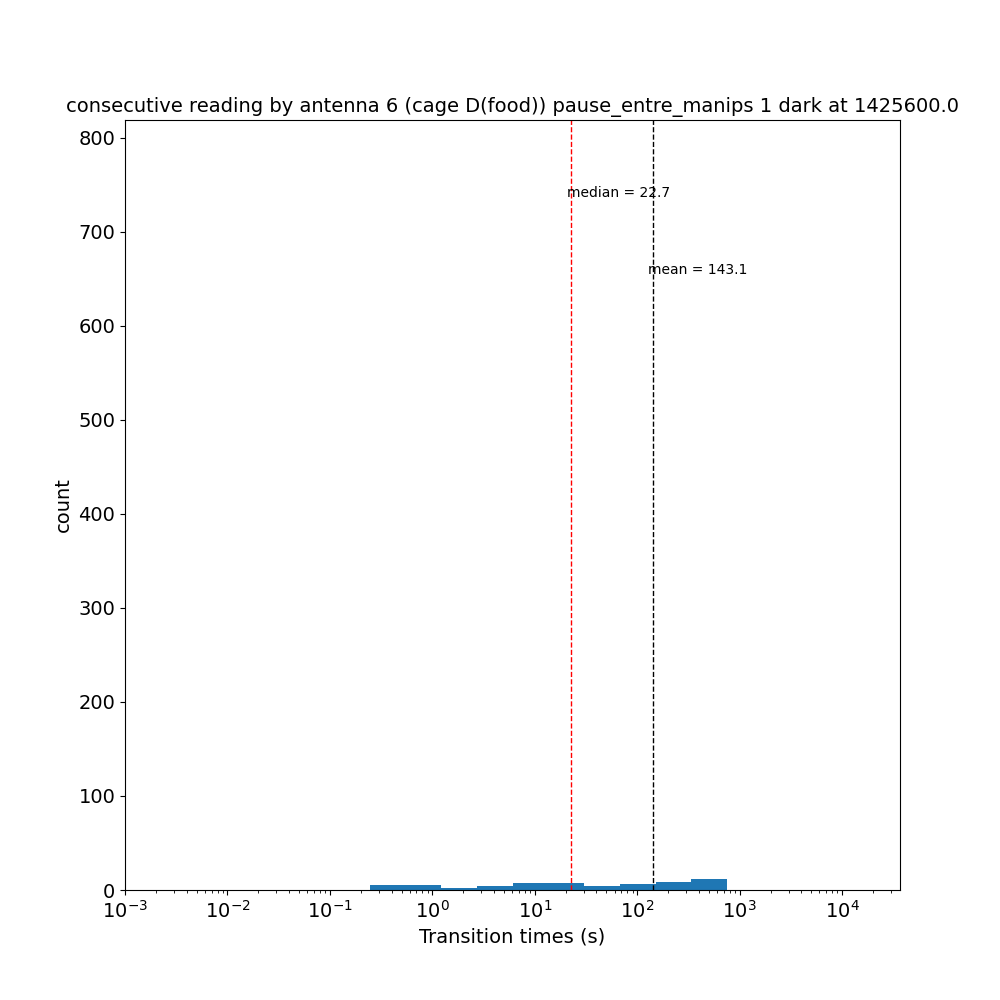 consecutive reading by antenna 6 (cage D(food)) pause_entre_manips 1 dark at 1425600.0
800
median = 22.7
700
mean = 143.1
600
500
count
400
300
200
100
0
10⁻³ 10⁻² 10⁻¹ 10⁰ 10¹ 10² 10³ 10⁴
Transition times (s)